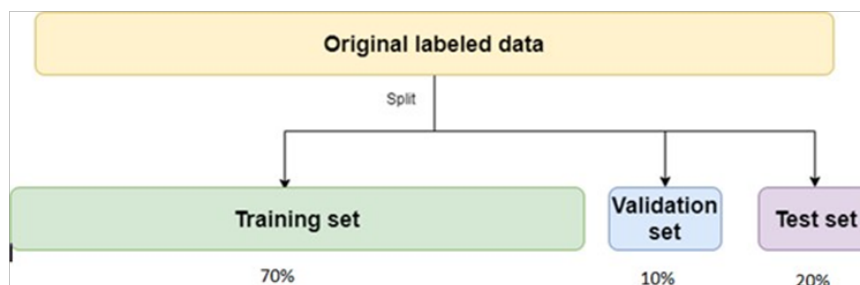 Original labeled data
Split
Training set
Validation
set
Test set
70%
10%
20%